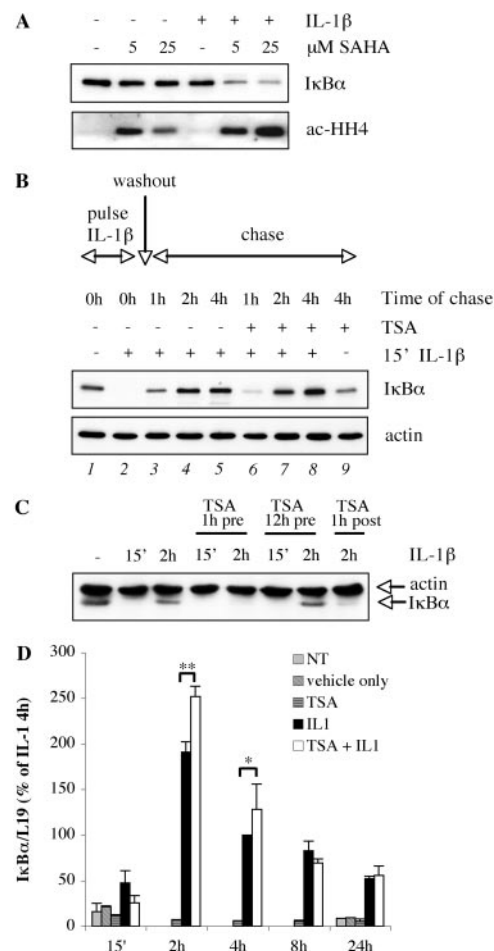 A
- - - + + + IL-1β
- 5 25 - 5 25 μM SAHA
IκBα
ac-HH4
B
washout
pulse
IL-1β
chase
0h 0h 1h 2h 4h 1h 2h 4h 4h Time of chase
- - - - - + + + + TSA
- + + + + + + + - 15' IL-1β
IκBα
actin
1 2 3 4 5 6 7 8 9
C
TSA TSA TSA
1h pre 12h pre 1h post
- 15' 2h 15' 2h 15' 2h 2h IL-1β
actin
IκBα
D
IκBα/L19 (% of IL-1 4h)
300
250
200
150
100
50
0
** *
NT
vehicle only
TSA
IL1
TSA + IL1
15' 2h 4h 8h 24h